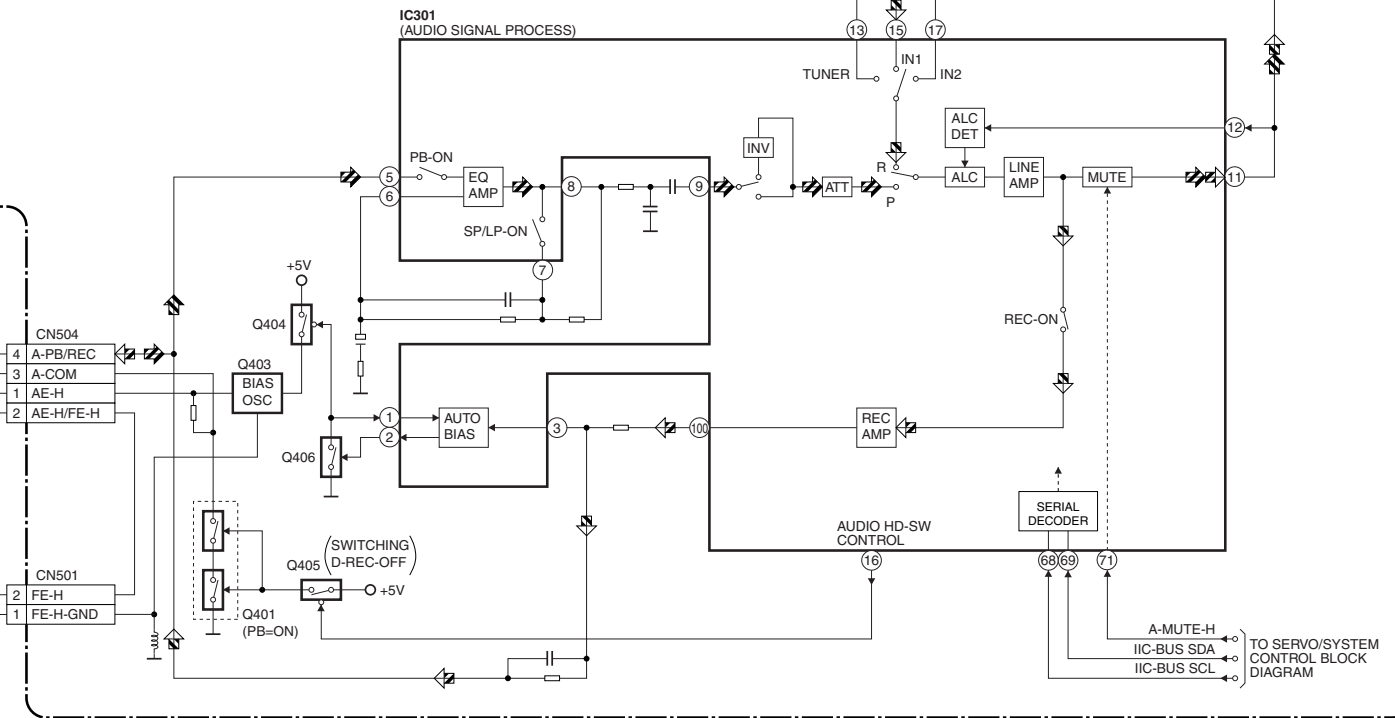 IC301
(AUDIO SIGNAL PROCESS)
13
15
17
TUNER
IN1
IN2
ALC
DET
12
PB-ON
INV
5
EQ
AMP
8
9
ATT
R
P
ALC
LINE
AMP
MUTE
11
6
SP/LP-ON
7
+5V
Q404
REC-ON
CN504
4 A-PB/REC
3 A-COM
1 AE-H
2 AE-H/FE-H
Q403
BIAS
OSC
1
2
AUTO
BIAS
3
100
REC
AMP
Q406
SERIAL
DECODER
AUDIO HD-SW
CONTROL
16
68
69
71
(SWITCHING
D-REC-OFF)
Q405
+5V
CN501
2 FE-H
1 FE-H-GND
Q401
(PB=ON)
A-MUTE-H
IIC-BUS SDA
IIC-BUS SCL
TO SERVO/SYSTEM
CONTROL BLOCK
DIAGRAM